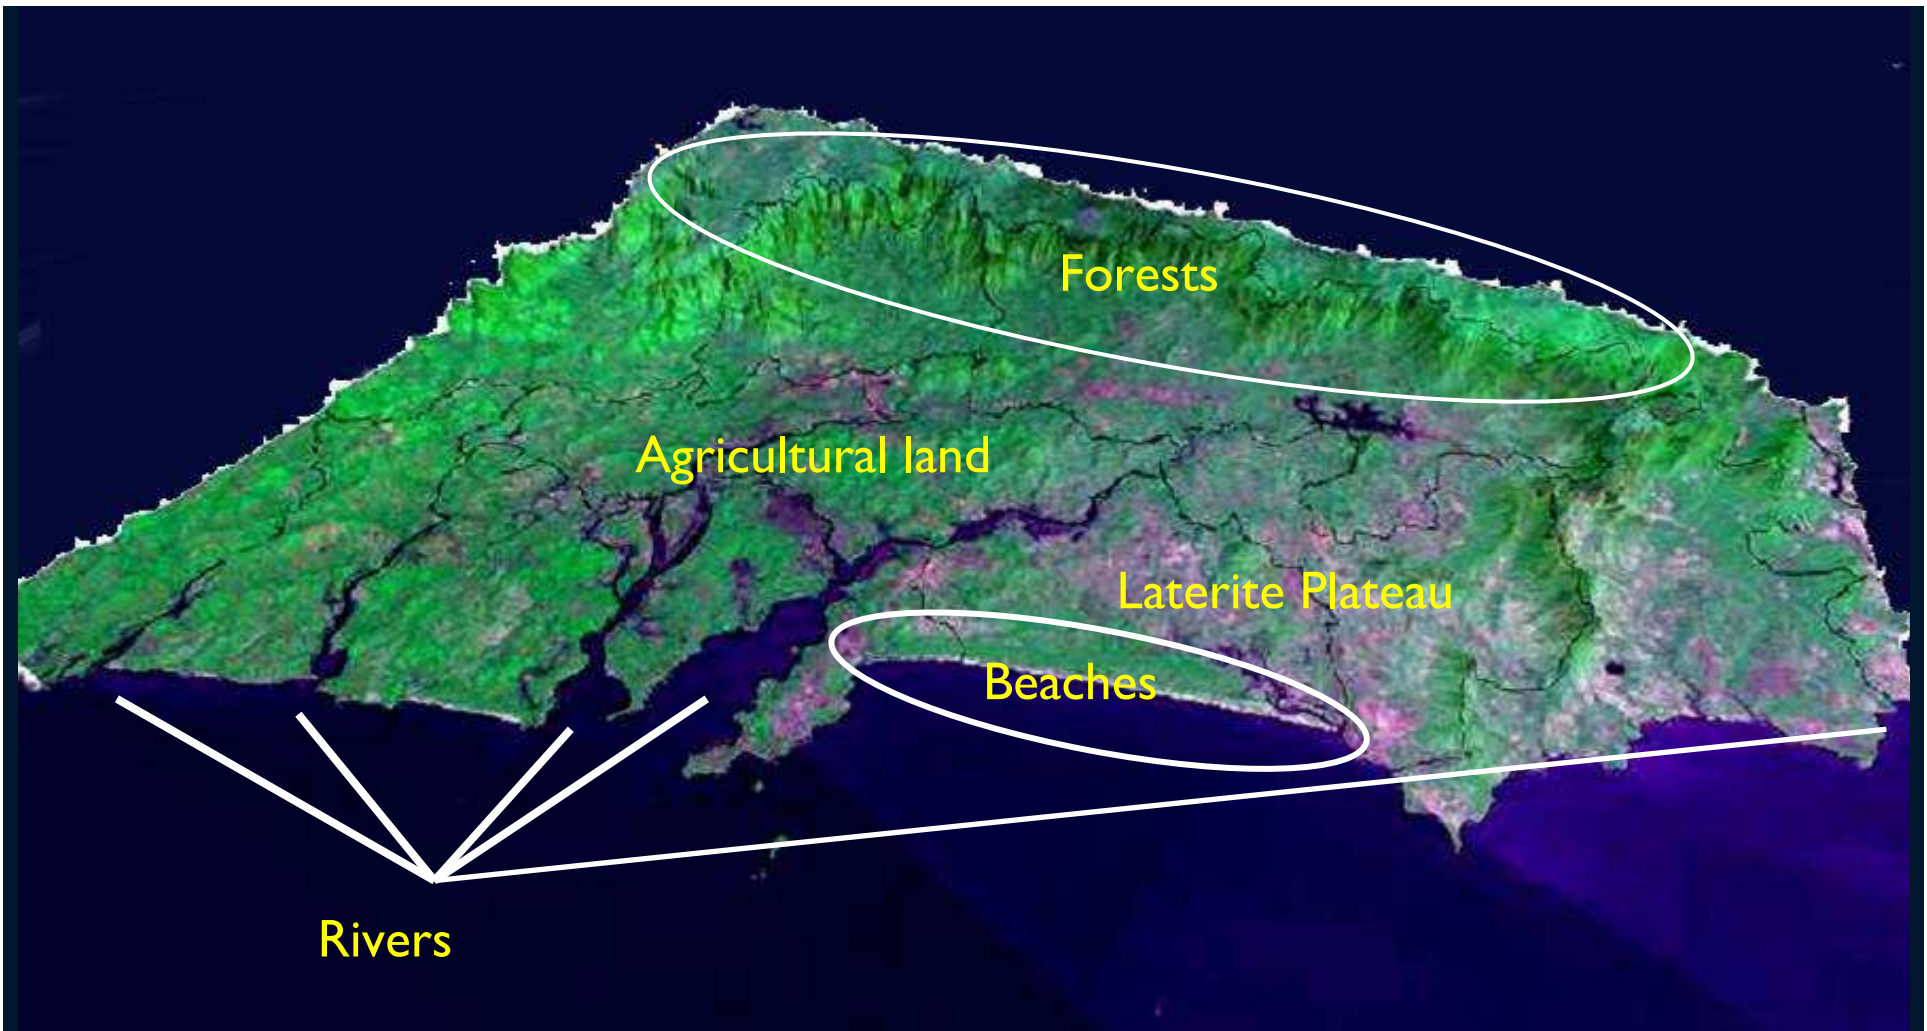 Forests
Agricultural land
Laterite Plateau
Beaches
Rivers